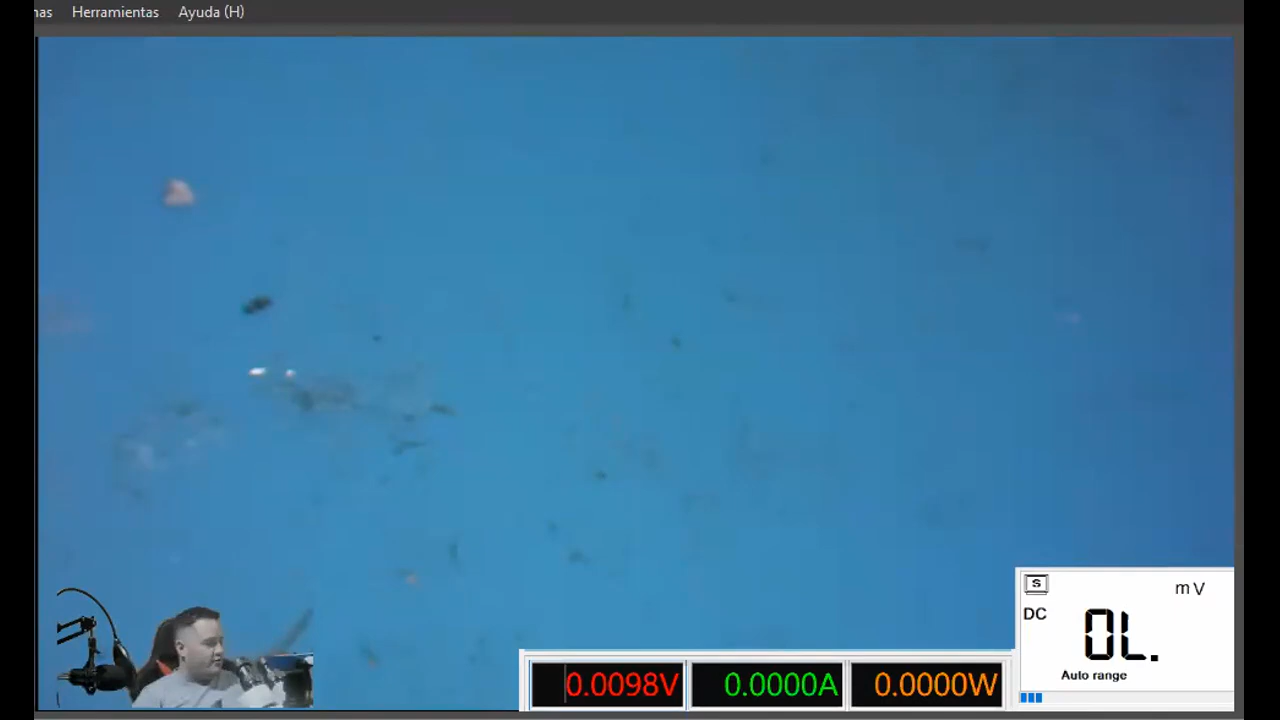 nas Herramientas Ayuda (H)
S
mV
DC
OL.
Auto range
0.0098V 0.0000A 0.0000W